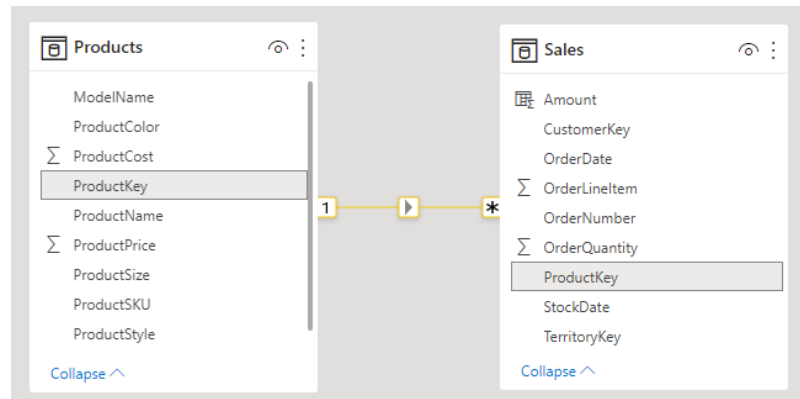 Products
ModelName
ProductColor
∑ ProductCost
ProductKey
ProductName
∑ ProductPrice
ProductSize
ProductSKU
ProductStyle
Collapse
1
*
Sales
Amount
CustomerKey
OrderDate
∑ OrderLineItem
OrderNumber
∑ OrderQuantity
ProductKey
StockDate
TerritoryKey
Collapse